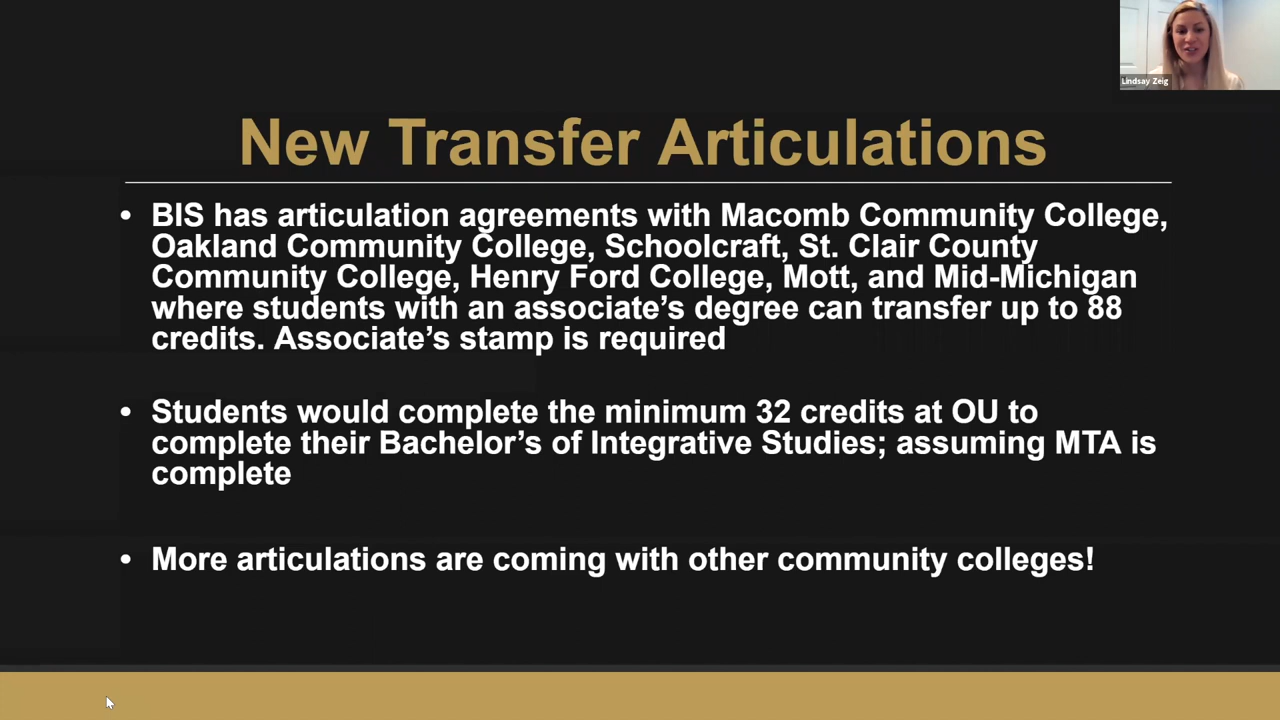 Lindsay Zeig
New Transfer Articulations
• BIS has articulation agreements with Macomb Community College,
Oakland Community College, Schoolcraft, St. Clair County
Community College, Henry Ford College, Mott, and Mid-Michigan
where students with an associate’s degree can transfer up to 88
credits. Associate’s stamp is required
• Students would complete the minimum 32 credits at OU to
complete their Bachelor’s of Integrative Studies; assuming MTA is
complete
• More articulations are coming with other community colleges!